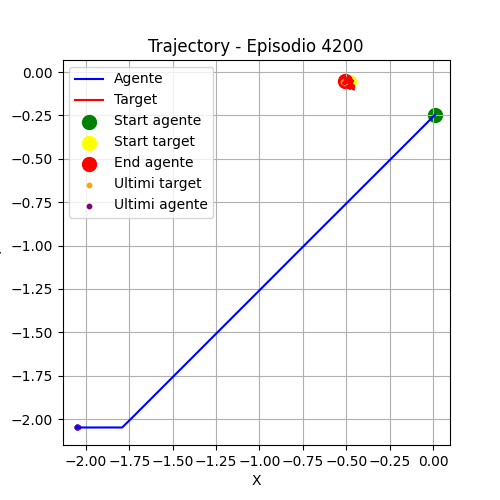 Trajectory - Episodio 4200
Agente
Target
Start agente
Start target
End agente
Ultimi target
Ultimi agente
0.00
−0.25
−0.50
−0.75
−1.00
−1.25
−1.50
−1.75
−2.00
−2.00 −1.75 −1.50 −1.25 −1.00 −0.75 −0.50 −0.25 0.00
X